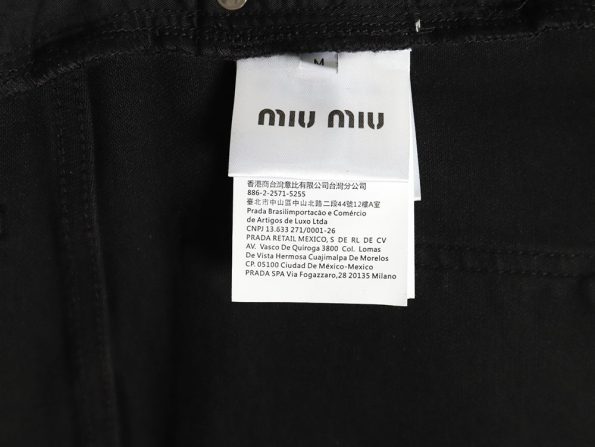 M
miu miu
香港商台灣意比有限公司台灣分公司
886-2-2571-5255
臺北市中山區中山北路二段44號12樓A室
Prada Brasilimportacão e Comércio
de Artigos de Luxo Ltda
CNPJ 13.633 271/0001-26
PRADA RETAIL MEXICO, S DE RL DE CV
AV. Vasco De Quiroga 3800 Col. Lomas
De Vista Hermosa Cuajimalpa De Morelos
CP. 05100 Ciudad De México-Mexico
PRADA SPA Via Fogazzaro,28 20135 Milano